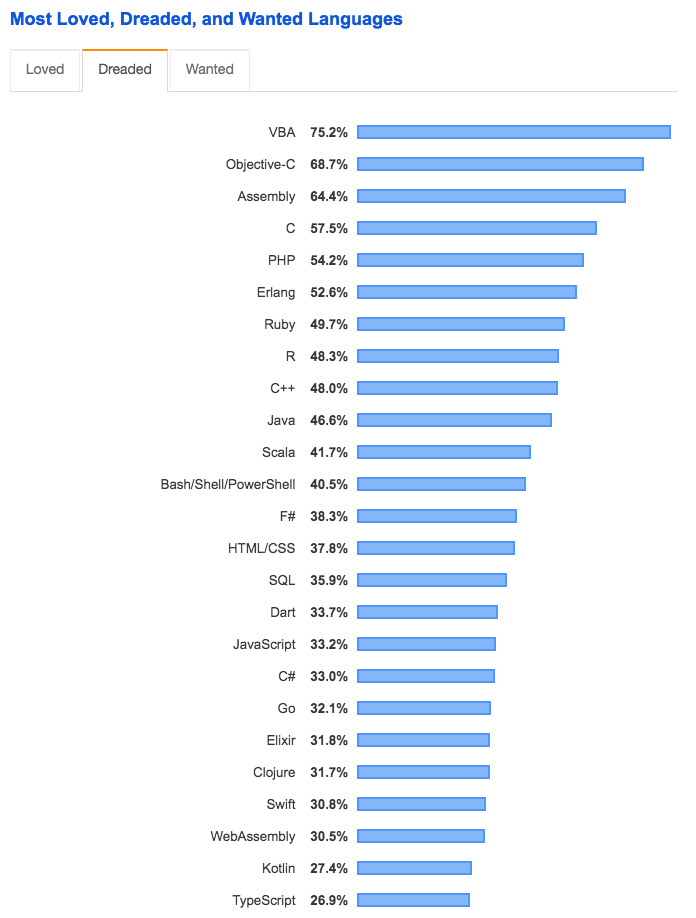 Most Loved, Dreaded, and Wanted Languages
Loved Dreaded Wanted
VBA 75.2%
Objective-C 68.7%
Assembly 64.4%
C 57.5%
PHP 54.2%
Erlang 52.6%
Ruby 49.7%
R 48.3%
C++ 48.0%
Java 46.6%
Scala 41.7%
Bash/Shell/PowerShell 40.5%
F# 38.3%
HTML/CSS 37.8%
SQL 35.9%
Dart 33.7%
JavaScript 33.2%
C# 33.0%
Go 32.1%
Elixir 31.8%
Clojure 31.7%
Swift 30.8%
WebAssembly 30.5%
Kotlin 27.4%
TypeScript 26.9%